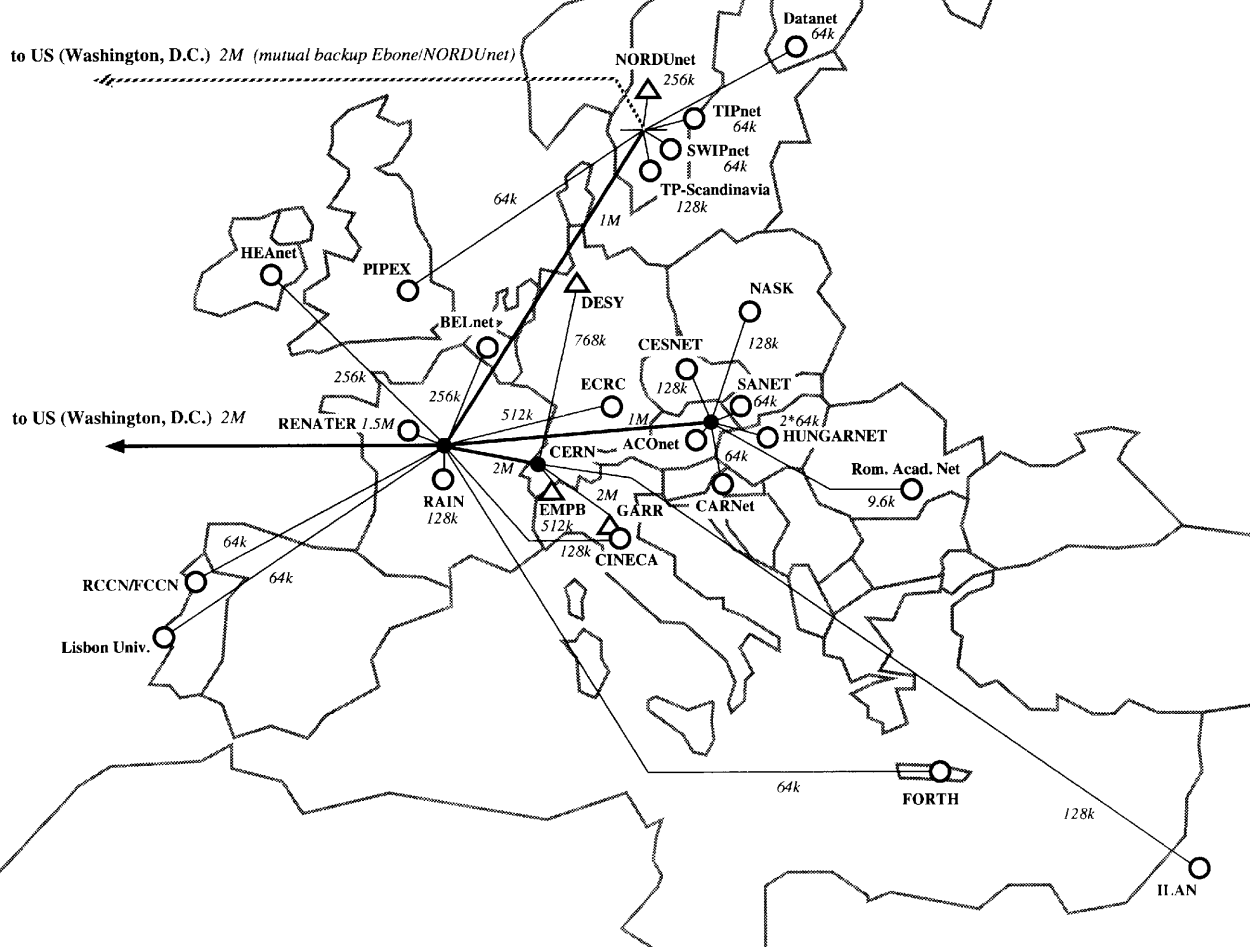 Datanet
64k
to US (Washington, D.C.) 2M (mutual backup Ebone/NORDUnet)
NORDUnet
256k
TIPnet
64k
SWIPnet
64k
TP-Scandinavia
128k
64k
1M
HEAnet
PIPEX
DESY
NASK
BELnet
768k
128k
CESNET
256k
256k
ECRC
128k
SANET
64k
to US (Washington, D.C.) 2M
512k
1M
2*64k
RENATER 1.5M
ACOnet
HUNGARNET
CERN
64k
2M
Rom. Acad. Net
9.6k
RAIN
128k
EMPB
512k
2M
GARR
CARNet
64k
128k
CINECA
RCCN/FCCN
64k
Lisbon Univ.
64k
FORTH
128k
ILAN